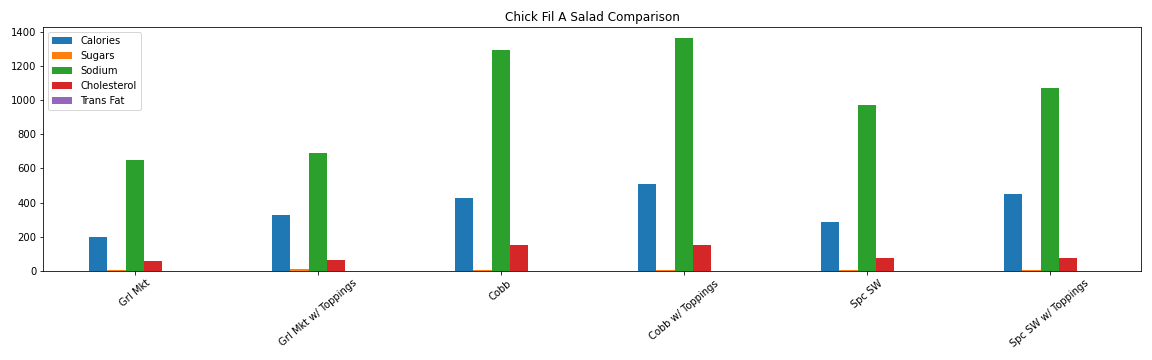 Chick Fil A Salad Comparison
Calories
Sugars
Sodium
Cholesterol
Trans Fat
1400
1200
1000
800
600
400
200
0
Grl Mkt
Grl Mkt w/ Toppings
Cobb
Cobb w/ Toppings
Spc SW
Spc SW w/ Toppings